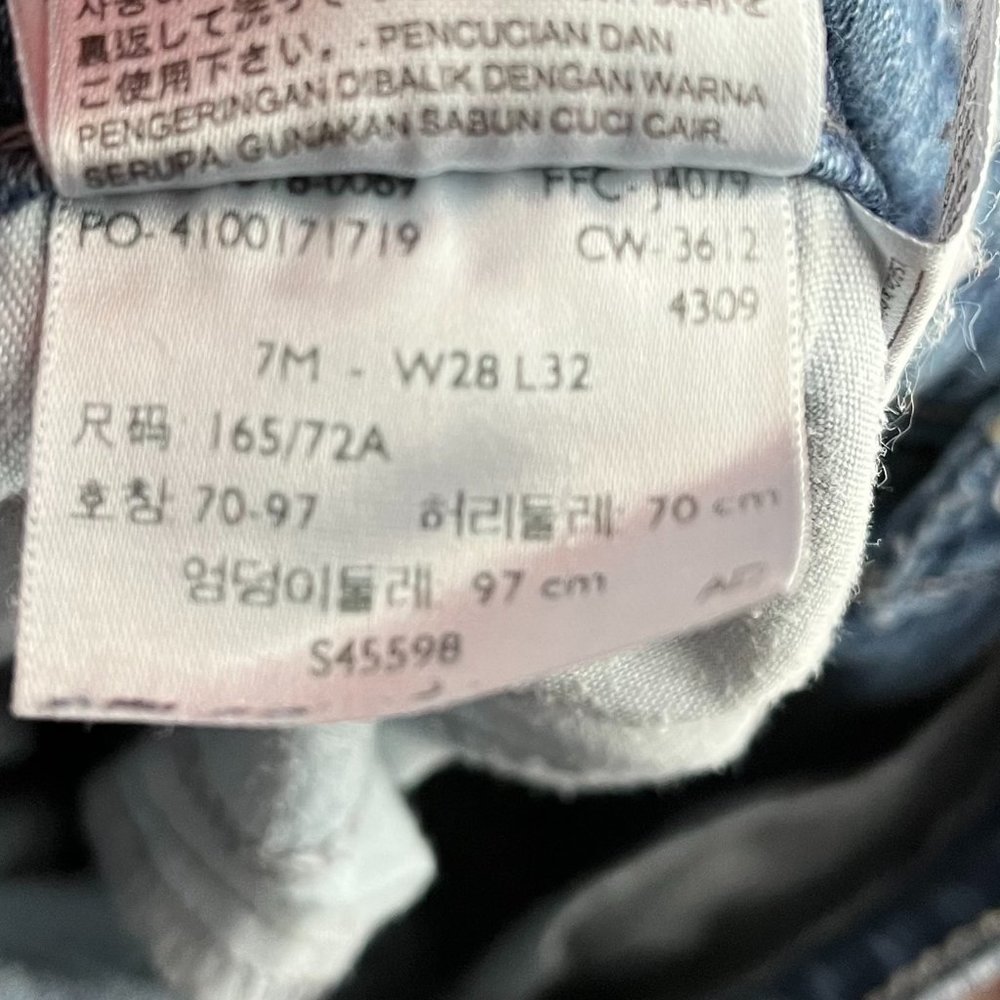 裏返して洗
ご使用下さい。- PENCUCIAN DAN
PENGERINGAN DIBALIK DENGAN WARNA
SERUPA. GUNAKAN SABUN CUCI CAIR.
FFC- J4079
PO- 4100171719 CW- 3612
4309
7M - W28 L32
尺码 165/72A
호칭 70-97 허리둘레: 70 cm
엉덩이둘레: 97 cm
S45598